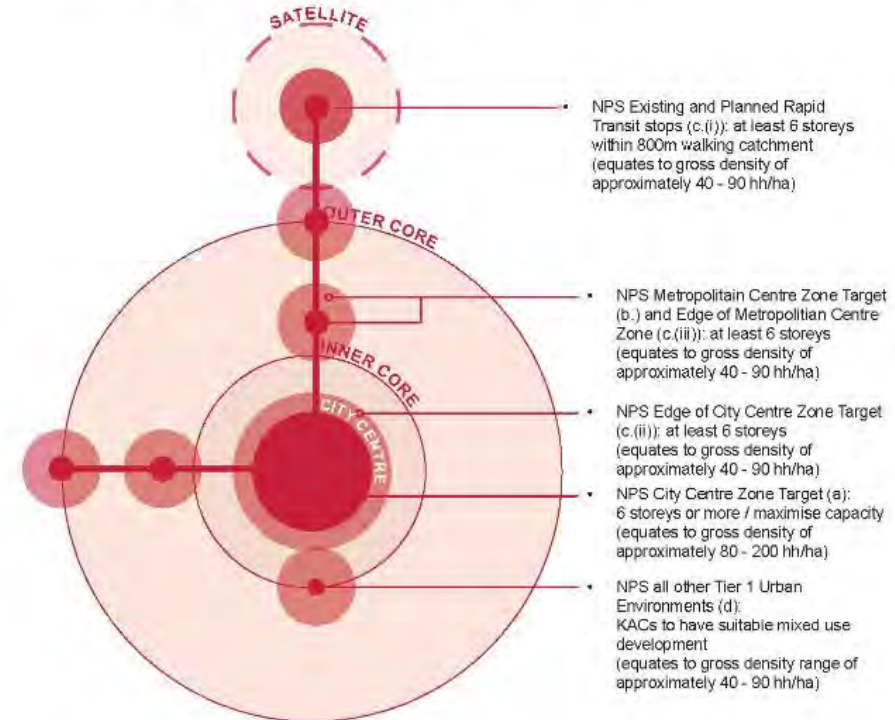 SATELLITE
• NPS Existing and Planned Rapid
Transit stops (c.(i)): at least 6 storeys
within 800m walking catchment
(equates to gross density of
approximately 40 - 90 hh/ha)
OUTER CORE
• NPS Metropolitain Centre Zone Target
(b.) and Edge of Metropolitian Centre
Zone (c.(iii)): at least 6 storeys
(equates to gross density of
approximately 40 - 90 hh/ha)
INNER CORE
CITY CENTRE
• NPS Edge of City Centre Zone Target
(c.(ii)): at least 6 storeys
(equates to gross density of
approximately 40 - 90 hh/ha)
• NPS City Centre Zone Target (a):
6 storeys or more / maximise capacity
(equates to gross density of
approximately 80 - 200 hh/ha)
• NPS all other Tier 1 Urban
Environments (d):
KACs to have suitable mixed use
development
(equates to gross density range of
approximately 40 - 90 hh/ha)